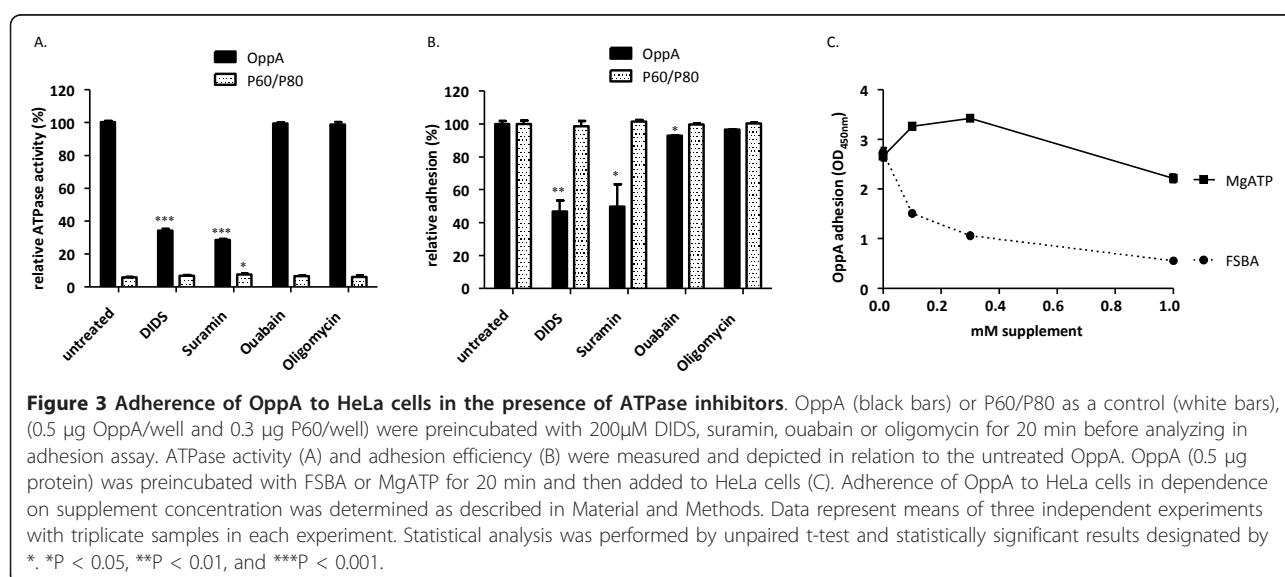 A.
OppA
P60/P80
relative ATPase activity (%)
120
100
80
60
40
20
0
***
***
*
untreated
DIDS
Suramin
Ouabain
Oligomycin
B.
OppA
P60/P80
relative adhesion (%)
120
100
80
60
40
20
0
**
*
*
untreated
DIDS
Suramin
Ouabain
Oligomycin
C.
OppA adhesion (OD450nm)
4
3
2
1
0
0.0 0.2 0.4 0.6 0.8 1.0
mM supplement
MgATP
FSBA
Figure 3 Adherence of OppA to HeLa cells in the presence of ATPase inhibitors. OppA (black bars) or P60/P80 as a control (white bars),
(0.5 μg OppA/well and 0.3 μg P60/well) were preincubated with 200μM DIDS, suramin, ouabain or oligomycin for 20 min before analyzing in
adhesion assay. ATPase activity (A) and adhesion efficiency (B) were measured and depicted in relation to the untreated OppA. OppA (0.5 μg
protein) was preincubated with FSBA or MgATP for 20 min and then added to HeLa cells (C). Adherence of OppA to HeLa cells in dependence
on supplement concentration was determined as described in Material and Methods. Data represent means of three independent experiments
with triplicate samples in each experiment. Statistical analysis was performed by unpaired t-test and statistically significant results designated by
*. *P < 0.05, **P < 0.01, and ***P < 0.001.